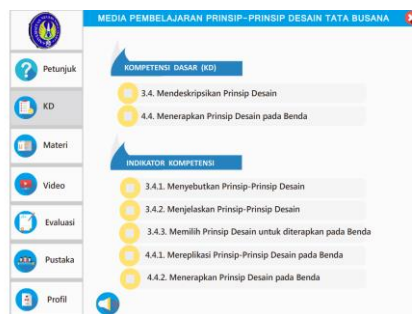 MEDIA PEMBELAJARAN PRINSIP-PRINSIP DESAIN TATA BUSANA
Petunjuk
KD
Materi
Video
Evaluasi
Pustaka
Profil
KOMPETENSI DASAR (KD)
3.4. Mendeskripsikan Prinsip Desain
4.4. Menerapkan Prinsip Desain pada Benda
INDIKATOR KOMPETENSI
3.4.1. Menyebutkan Prinsip-Prinsip Desain
3.4.2. Menjelaskan Prinsip-Prinsip Desain
3.4.3. Memilih Prinsip Desain untuk diterapkan pada Benda
4.4.1. Mereplikasi Prinsip-Prinsip Desain pada Benda
4.4.2. Menerapkan Prinsip Desain pada Benda